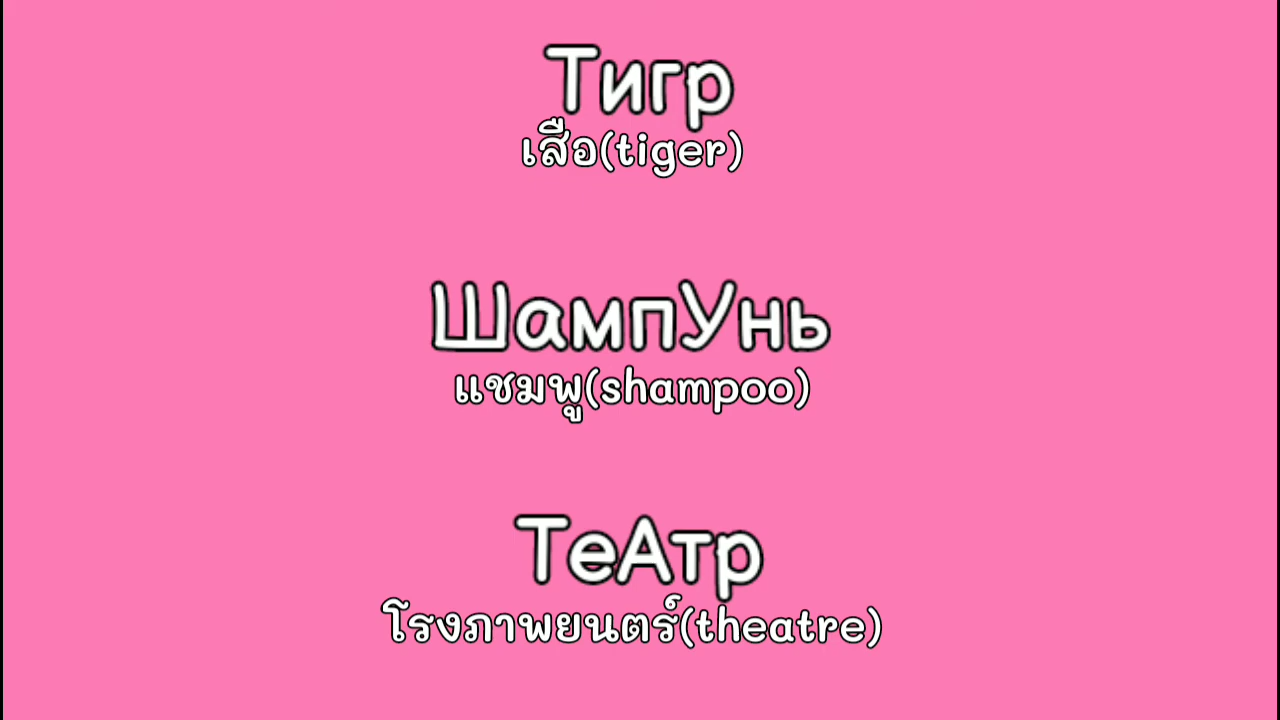 Тигр
เสือ(tiger)
ШампУнь
แชมพู(shampoo)
ТеАтр
โรงภาพยนตร์(theatre)